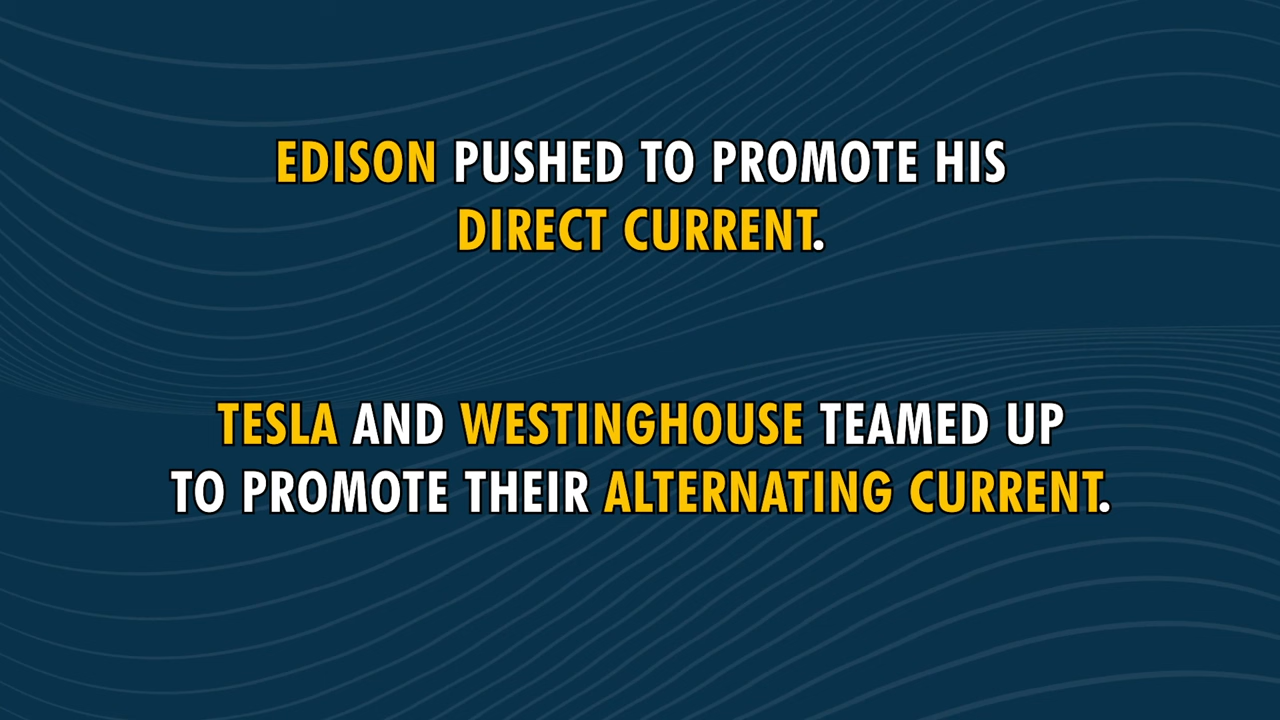 EDISON PUSHED TO PROMOTE HIS
DIRECT CURRENT.
TESLA AND WESTINGHOUSE TEAMED UP
TO PROMOTE THEIR ALTERNATING CURRENT.